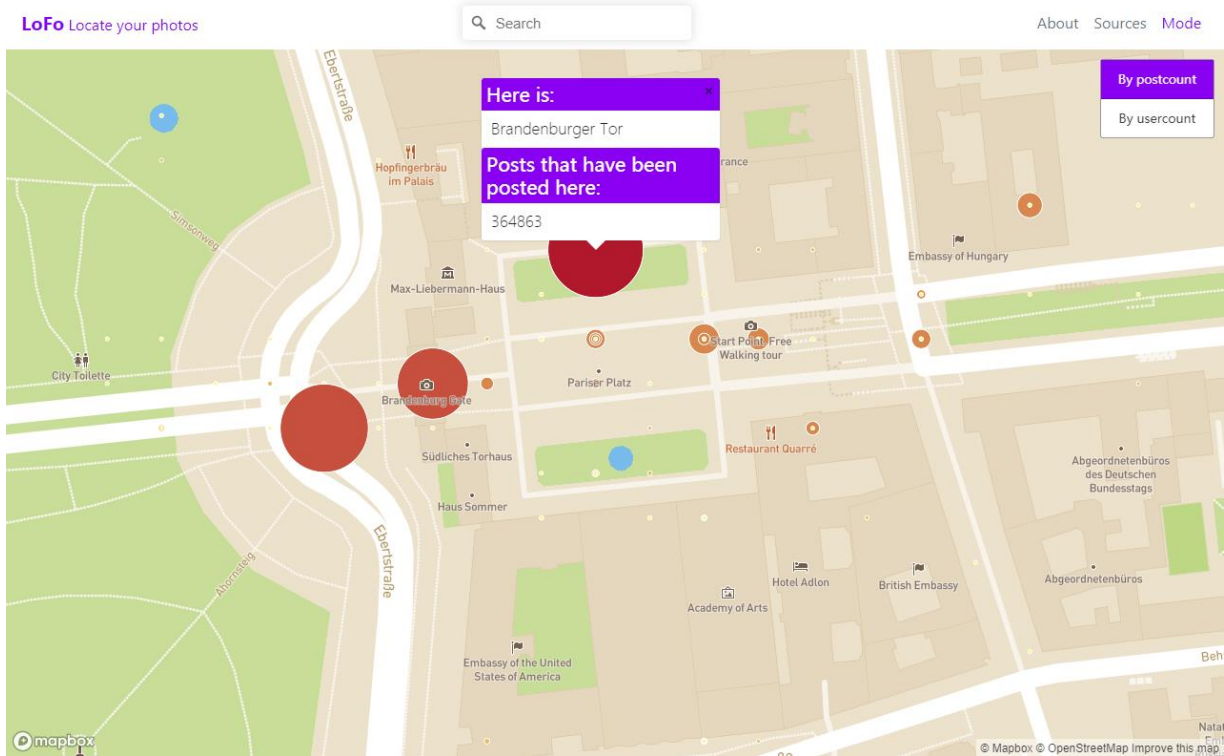 LoFo Locate your photos
Search
About Sources Mode
By postcount
By usercount
Here is:
×
Brandenburger Tor
Posts that have been
posted here:
364863
Ebertstraße
Hopfingerbräu
im Palais
Simsonweg
Embassy of Hungary
Max-Liebermann-Haus
Start Point-Free
Walking tour
City Toilette
Pariser Platz
Brandenburg Gate
Restaurant Quarré
Südliches Torhaus
Abgeordnetenbüros
des Deutschen
Bundesstags
Haus Sommer
Ebertstraße
Ahornsteig
Hotel Adlon
British Embassy
Abgeordnetenbüros
Academy of Arts
Embassy of the United
States of America
Beh
Natat
mapbox
© Mapbox © OpenStreetMap Improve this map